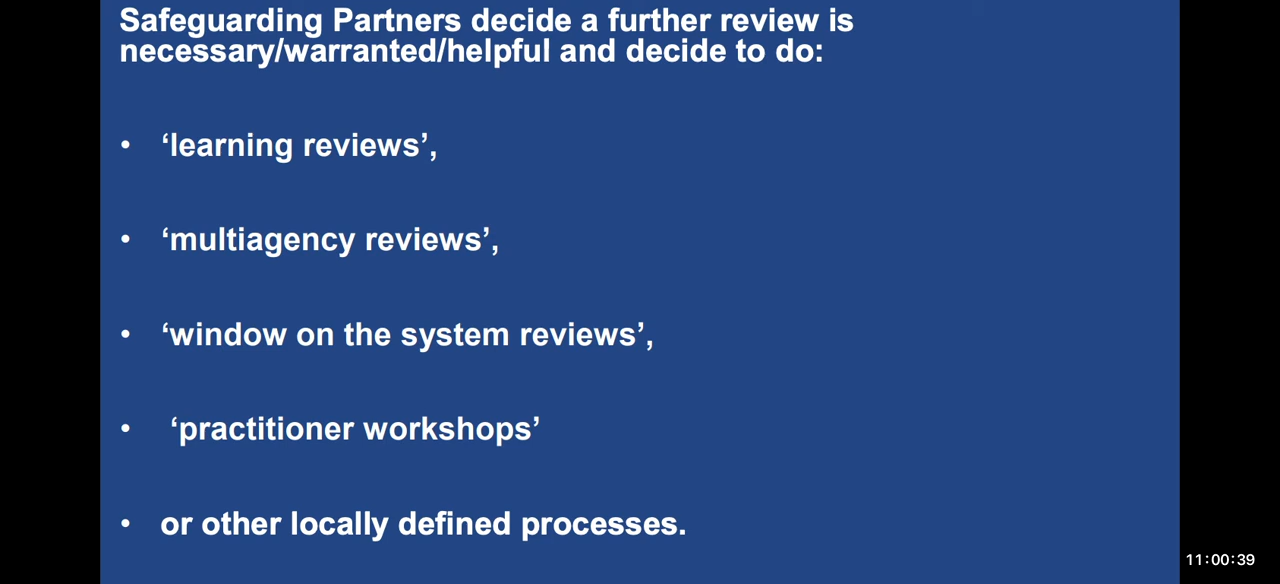 Safeguarding Partners decide a further review is
necessary/warranted/helpful and decide to do:
• ‘learning reviews’,
• ‘multiagency reviews’,
• ‘window on the system reviews’,
• ‘practitioner workshops’
• or other locally defined processes.
11:00:39